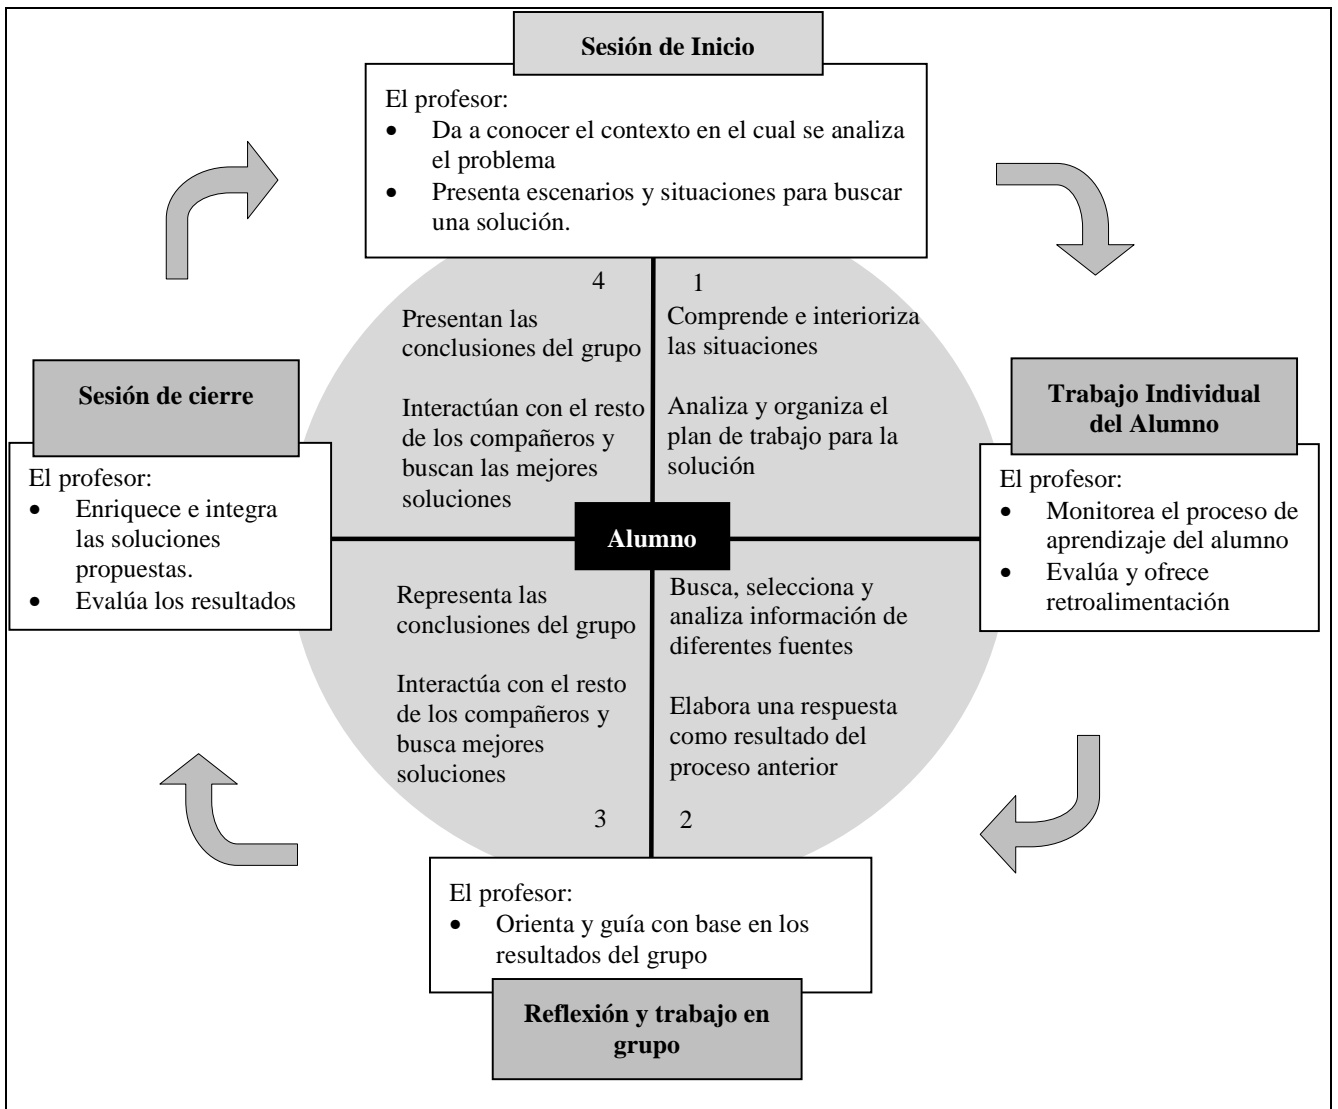 Sesión de Inicio
El profesor:
• Da a conocer el contexto en el cual se analiza
el problema
• Presenta escenarios y situaciones para buscar
una solución.
4
Presentan las
conclusiones del grupo
Interactúan con el resto
de los compañeros y
buscan las mejores
soluciones
1
Comprende e interioriza
las situaciones
Analiza y organiza el
plan de trabajo para la
solución
Sesión de cierre
El profesor:
• Enriquece e integra
las soluciones
propuestas.
• Evalúa los resultados
Alumno
Trabajo Individual
del Alumno
El profesor:
• Monitorea el proceso de
aprendizaje del alumno
• Evalúa y ofrece
retroalimentación
Representa las
conclusiones del grupo
Interactúa con el resto
de los compañeros y
busca mejores
soluciones
3
Busca, selecciona y
analiza información de
diferentes fuentes
Elabora una respuesta
como resultado del
proceso anterior
2
El profesor:
• Orienta y guía con base en los
resultados del grupo
Reflexión y trabajo en
grupo